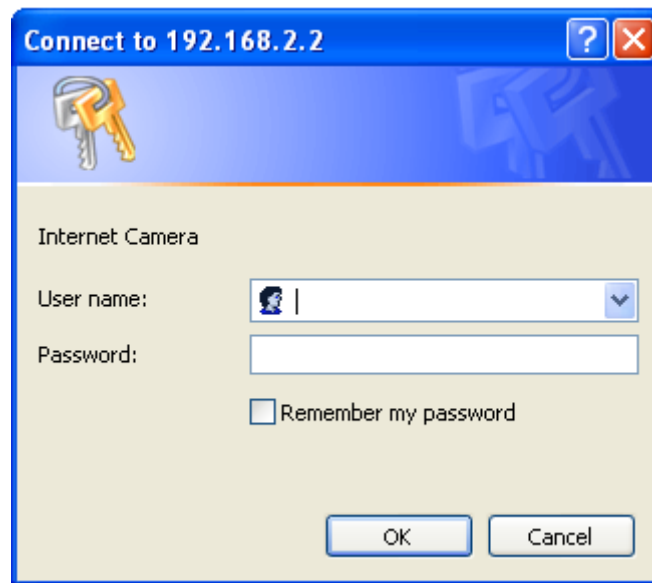 Connect to 192.168.2.2
Internet Camera
User name:
Password:
Remember my password
OK
Cancel